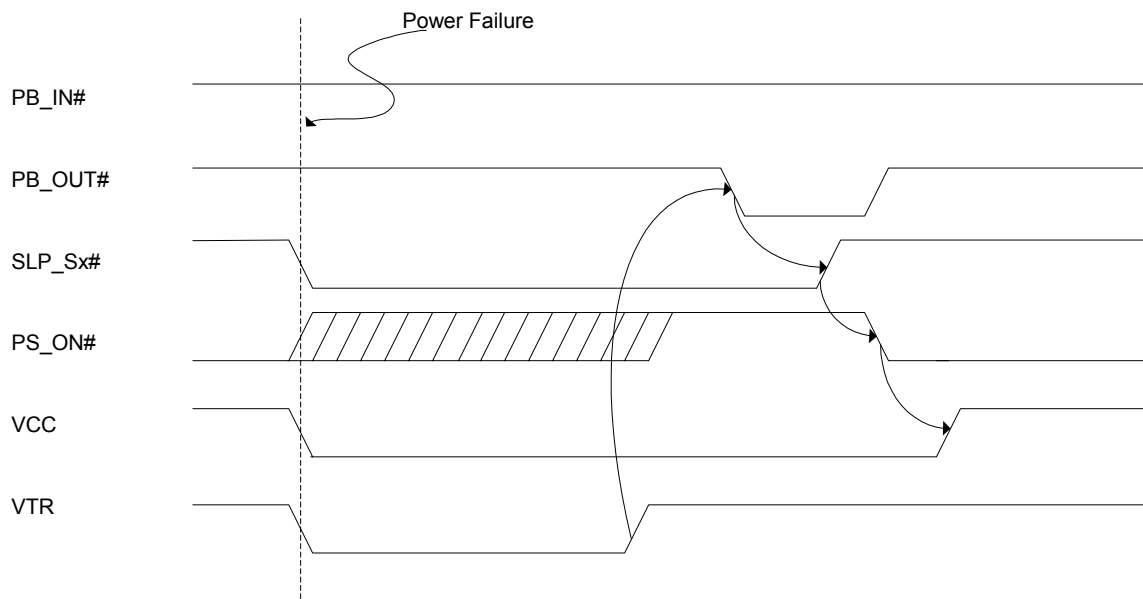 Power Failure
PB_IN#
PB_OUT#
SLP_Sx#
PS_ON#
VCC
VTR